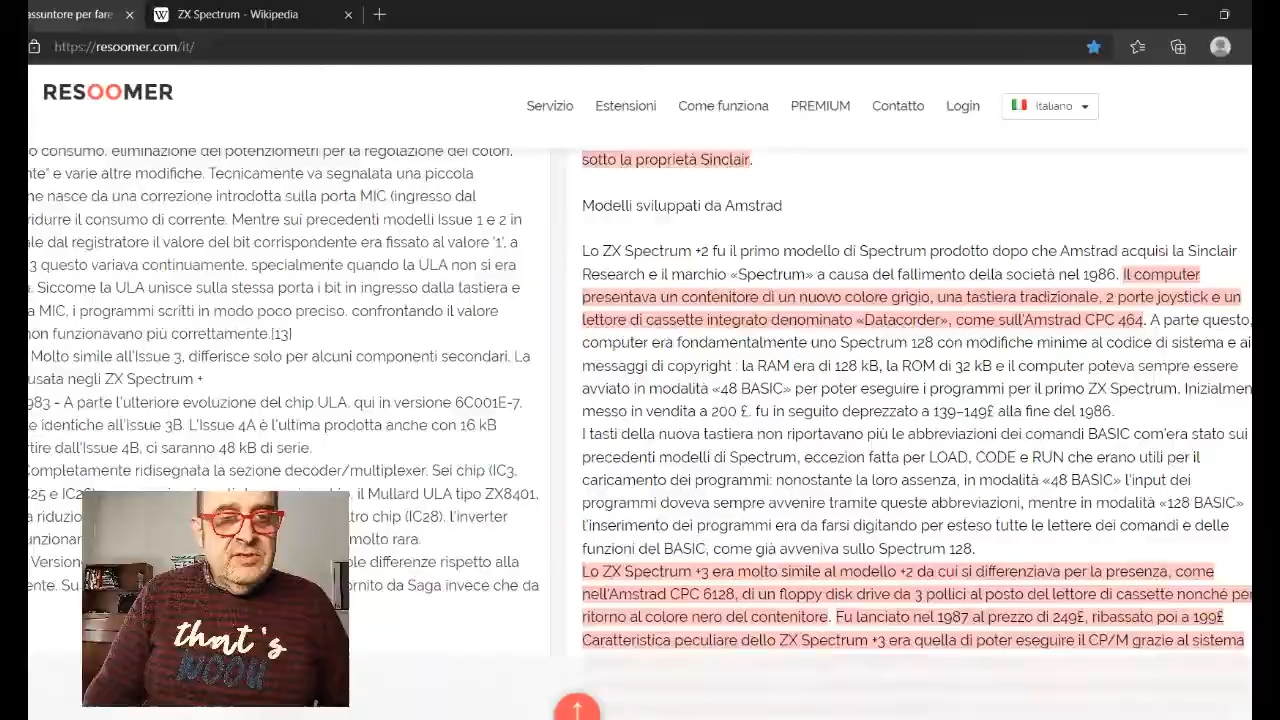 assuntore per fare
ZX Spectrum - Wikipedia
https://resoomer.com/it/
RESOOMER
Servizio
Estensioni
Come funziona
PREMIUM
Contatto
Login
Italiano
o consumo, eliminazione dei potenziometri per la regolazione dei colori,
nte" e varie altre modifiche. Tecnicamente va segnalata una piccola
ne nasce da una correzione introdotta sulla porta MIC (ingresso dal
ridurre il consumo di corrente. Mentre sui precedenti modelli Issue 1 e 2 in
ale dal registratore il valore del bit corrispondente era fissato al valore '1', a
3 questo variava continuamente, specialmente quando la ULA non si era
. Siccome la ULA unisce sulla stessa porta i bit in ingresso dalla tastiera e
a MIC, i programmi scritti in modo poco preciso, confrontando il valore
non funzionavano più correttamente.[13]
Molto simile all'Issue 3, differisce solo per alcuni componenti secondari. La
usata negli ZX Spectrum +
983 - A parte l'ulteriore evoluzione del chip ULA, qui in versione 6C001E-7,
e identiche all'Issue 3B. L'Issue 4A è l'ultima prodotta anche con 16 kB
rtire dall'Issue 4B, ci saranno 48 kB di serie.
Completamente ridisegnata la sezione decoder/multiplexer. Sei chip (IC3,
C25 e IC26) il Mullard ULA tipo ZX8401,
a riduzio tro chip (IC28), l'inverter
unzionar molto rara.
Version ole differenze rispetto alla
ente. Su ornito da Saga invece che da
sotto la proprietà Sinclair.
Modelli sviluppati da Amstrad
Lo ZX Spectrum +2 fu il primo modello di Spectrum prodotto dopo che Amstrad acquisì la Sinclair
Research e il marchio «Spectrum» a causa del fallimento della società nel 1986. Il computer
presentava un contenitore di un nuovo colore grigio, una tastiera tradizionale, 2 porte joystick e un
lettore di cassette integrato denominato «Datacorder», come sull'Amstrad CPC 464. A parte questo,
computer era fondamentalmente uno Spectrum 128 con modifiche minime al codice di sistema e ai
messaggi di copyright : la RAM era di 128 kB, la ROM di 32 kB e il computer poteva sempre essere
avviato in modalità «48 BASIC» per poter eseguire i programmi per il primo ZX Spectrum. Inizialmen
messo in vendita a 200 £, fu in seguito deprezzato a 139–149£ alla fine del 1986.
I tasti della nuova tastiera non riportavano più le abbreviazioni dei comandi BASIC com'era stato sui
precedenti modelli di Spectrum, eccezion fatta per LOAD, CODE e RUN che erano utili per il
caricamento dei programmi: nonostante la loro assenza, in modalità «48 BASIC» l'input dei
programmi doveva sempre avvenire tramite queste abbreviazioni, mentre in modalità «128 BASIC»
l'inserimento dei programmi era da farsi digitando per esteso tutte le lettere dei comandi e delle
funzioni del BASIC, come già avveniva sullo Spectrum 128.
Lo ZX Spectrum +3 era molto simile al modello +2 da cui si differenziava per la presenza, come
nell'Amstrad CPC 6128, di un floppy disk drive da 3 pollici al posto del lettore di cassette nonché per
ritorno al colore nero del contenitore. Fu lanciato nel 1987 al prezzo di 249£, ribassato poi a 199£
Caratteristica peculiare dello ZX Spectrum +3 era quella di poter eseguire il CP/M grazie al sistema
that's
WOOU